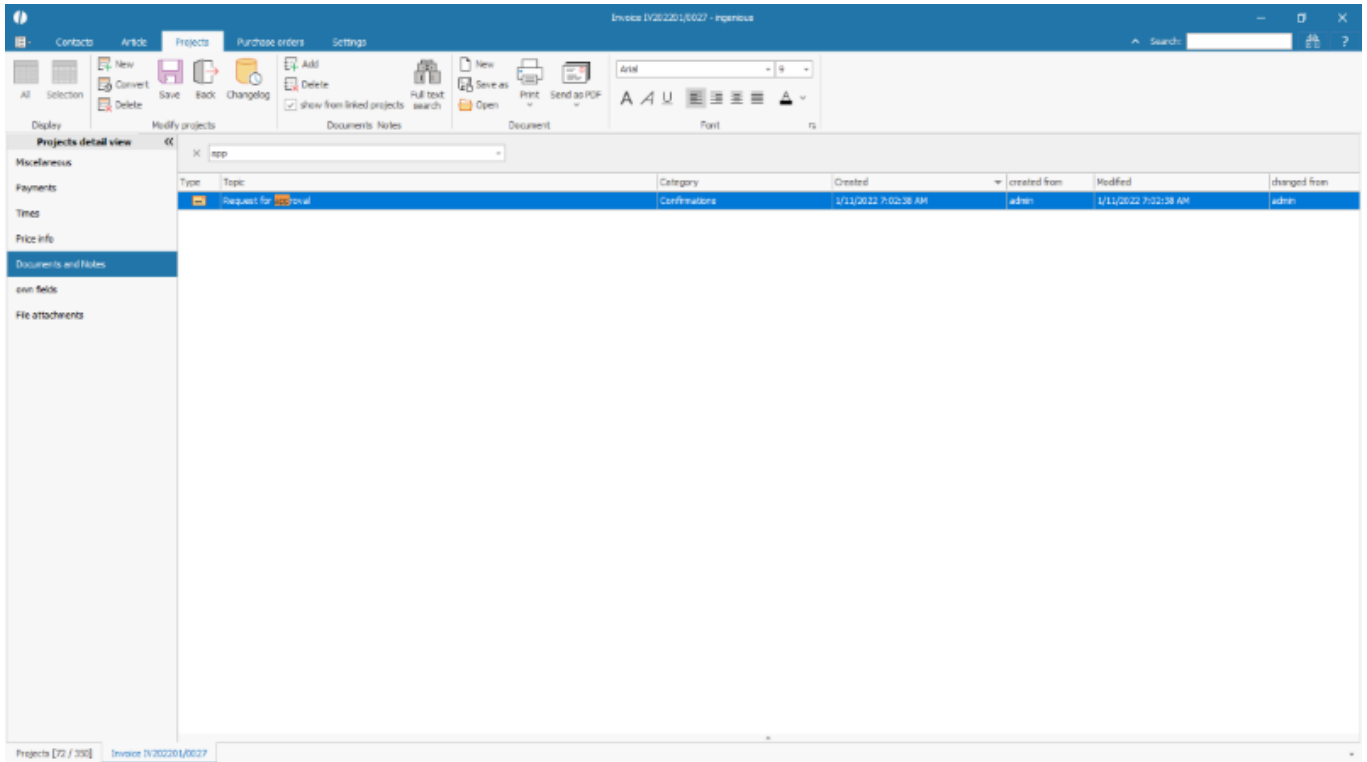 Invoice IV202201/0027 - ingenious
Contacts Article Projects Purchase orders Settings Search: ?
All Selection New Convert Delete Save Back Changelog Add Delete show from linked projects Full text search New Save as Open Print Send as PDF Arial 9 A A U A
Display Modify projects Documents Notes Document Font
Projects detail view
Miscellaneous
Payments
Times
Price info
Documents and Notes
own fields
File attachments
app
Type Topic Category Created created from Modified changed from
Request for approval Confirmations 1/11/2022 7:02:38 AM admin 1/11/2022 7:02:38 AM admin
Projects [72 / 350] Invoice IV202201/0027